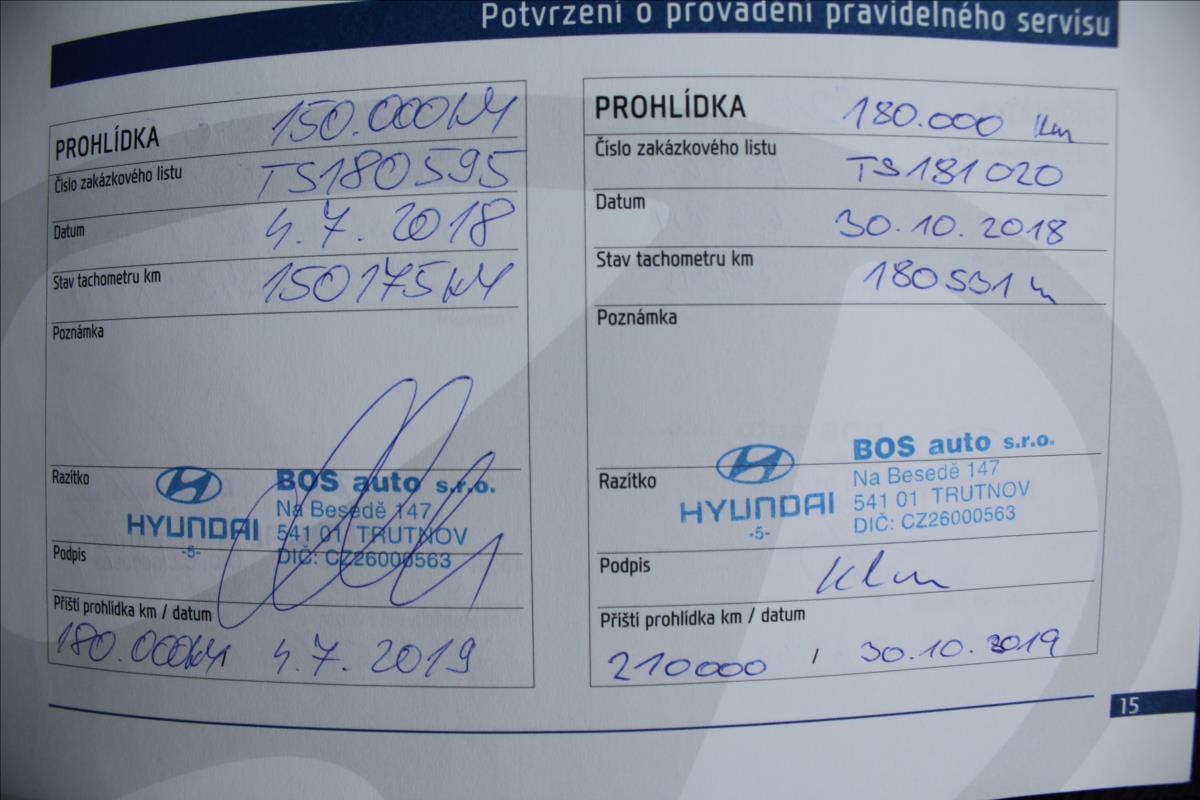 Potvrzení o provádění pravidelného servisu
PROHLÍDKA 150.000KM
Číslo zakázkového listu TS180595
Datum 4.7.2018
Stav tachometru km 150175KM
Poznámka
Razítko
HYUNDAI
-5-
BOS auto s.r.o.
Na Besedě 147
541 01 TRUTNOV
DIČ: CZ26000563
Podpis
Příští prohlídka km / datum
180.000KM 4.7.2019
PROHLÍDKA 180.000 Km
Číslo zakázkového listu TS181020
Datum 30.10.2018
Stav tachometru km 180531
Poznámka
Razítko
HYUNDAI
-5-
BOS auto s.r.o.
Na Besedě 147
541 01 TRUTNOV
DIČ: CZ26000563
Podpis
Příští prohlídka km / datum
210000 / 30.10.2019
15